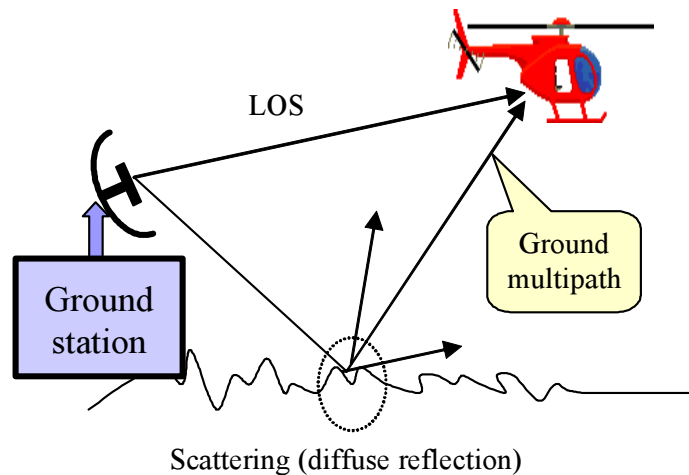 LOS
Ground
multipath
Ground
station
Scattering (diffuse reflection)